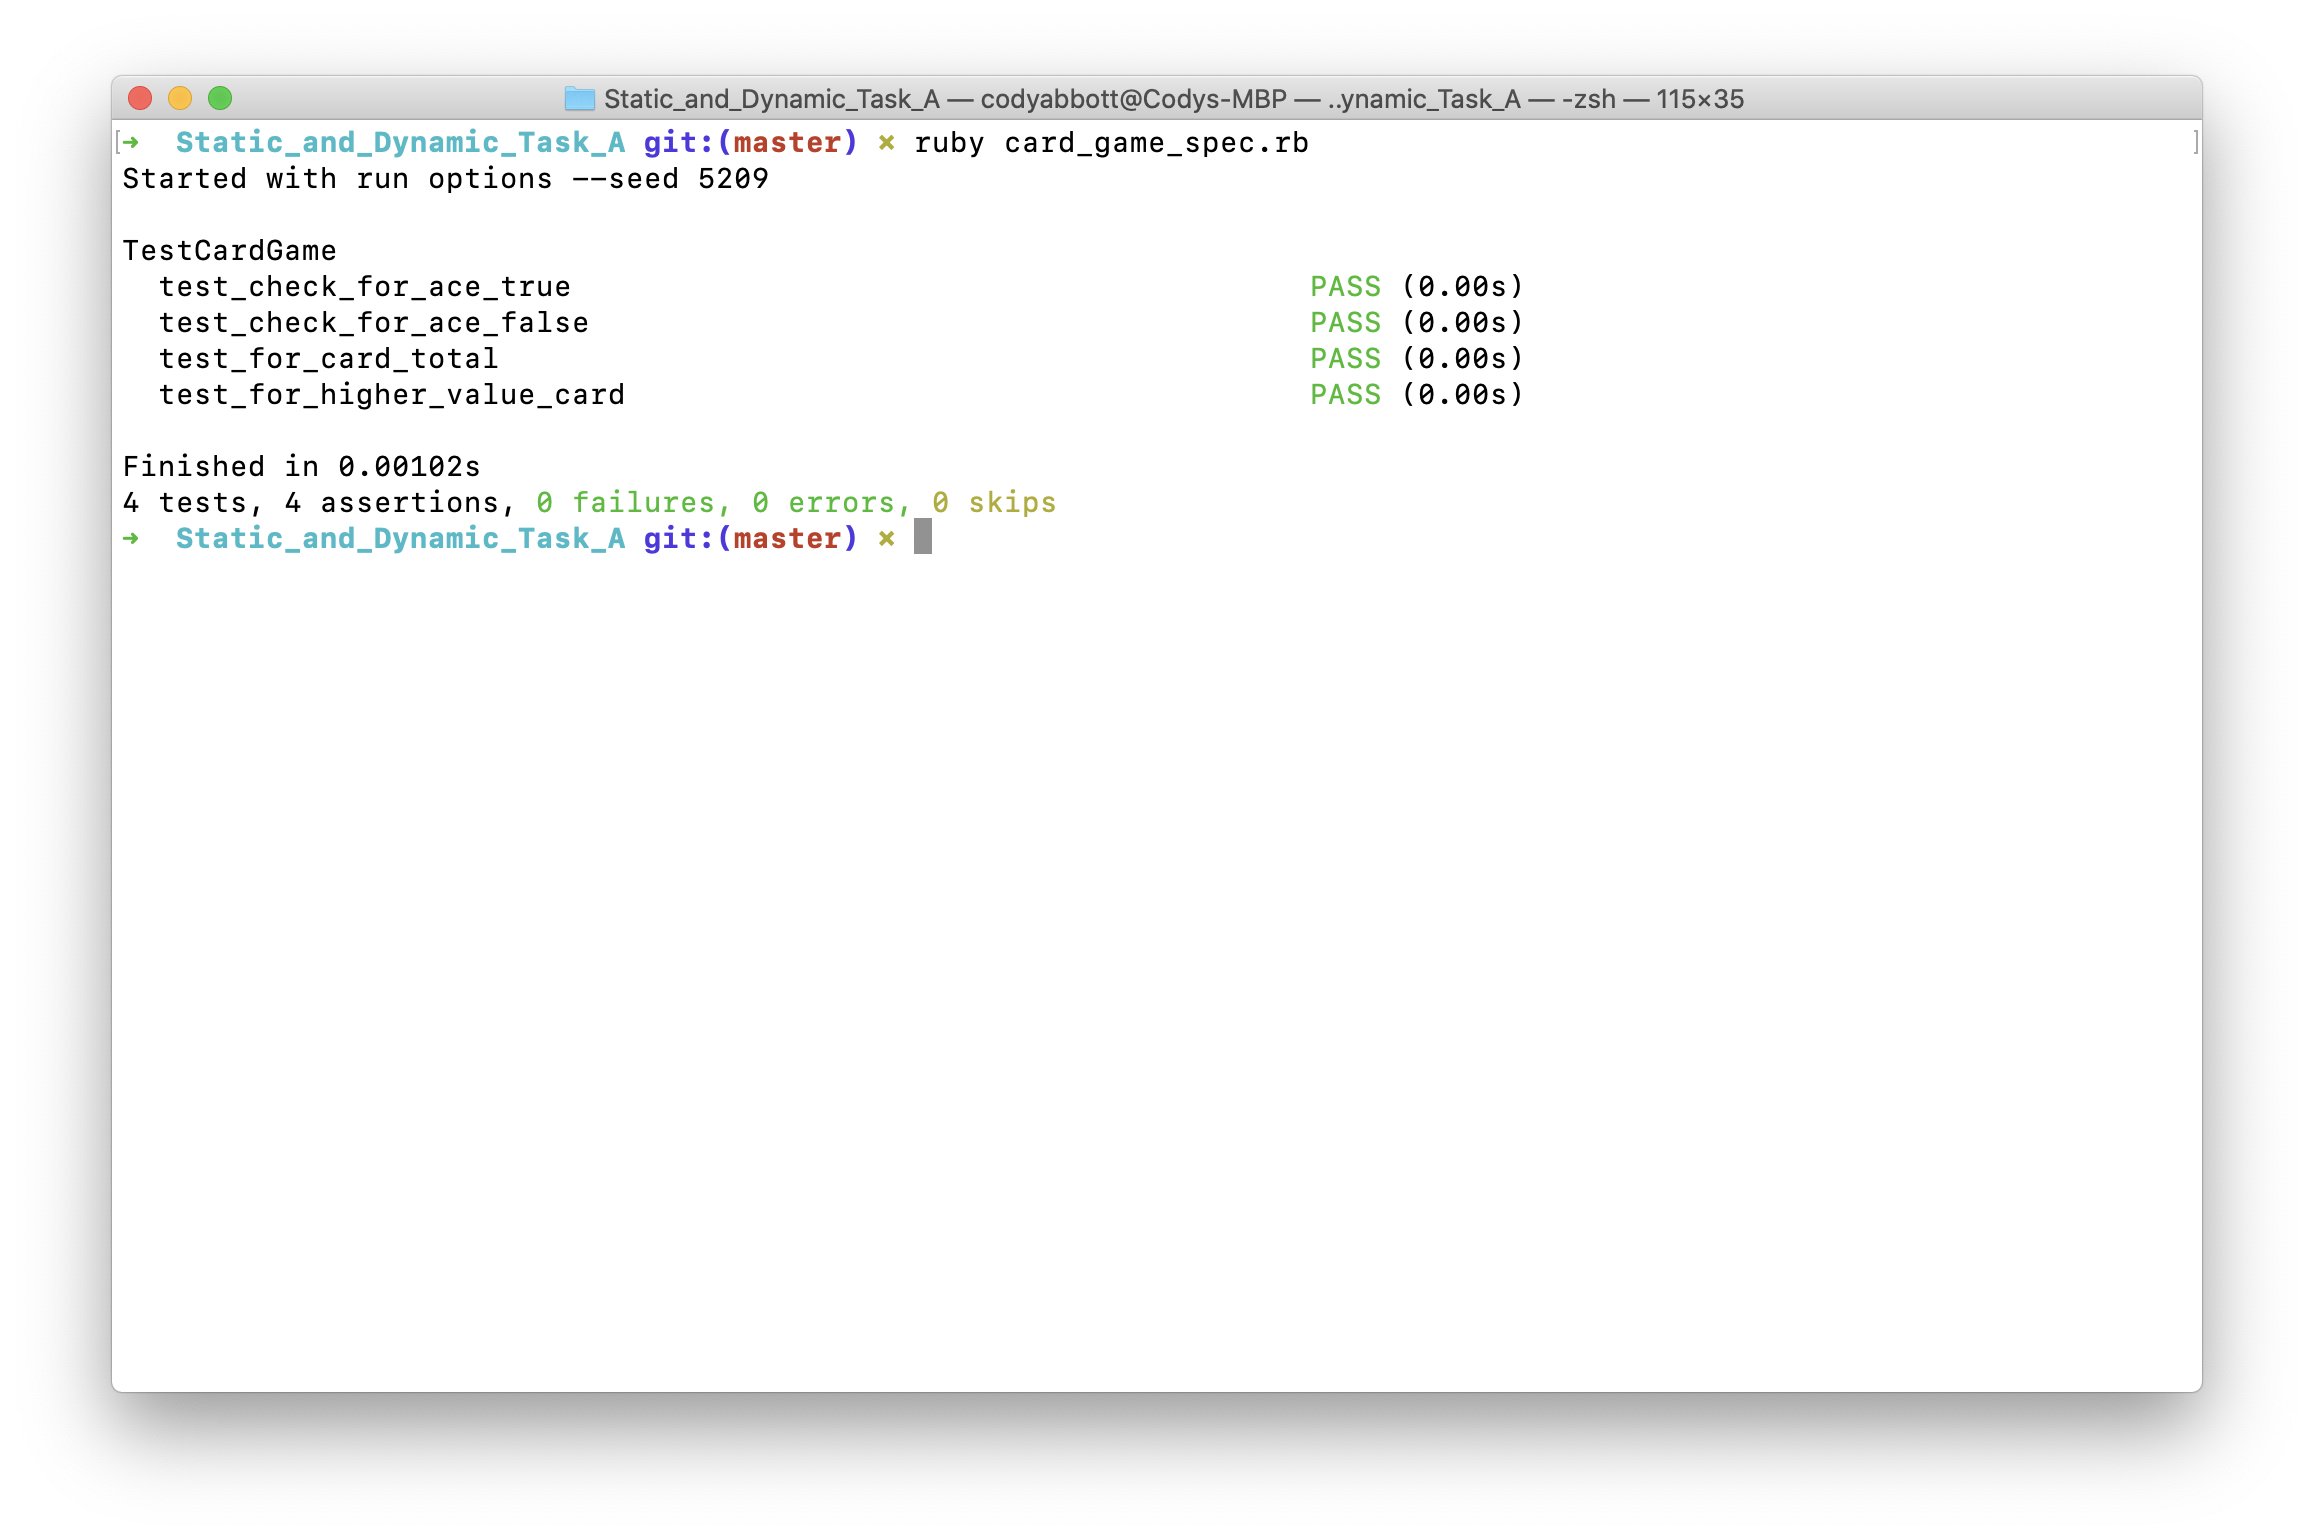 Static_and_Dynamic_Task_A — codyabbott@Codys-MBP — ..ynamic_Task_A — -zsh — 115×35
[➜  Static_and_Dynamic_Task_A git:(master) ✗ ruby card_game_spec.rb ]
Started with run options --seed 5209
TestCardGame
  test_check_for_ace_true PASS (0.00s)
  test_check_for_ace_false PASS (0.00s)
  test_for_card_total PASS (0.00s)
  test_for_higher_value_card PASS (0.00s)
Finished in 0.00102s
4 tests, 4 assertions, 0 failures, 0 errors, 0 skips
➜  Static_and_Dynamic_Task_A git:(master) ✗